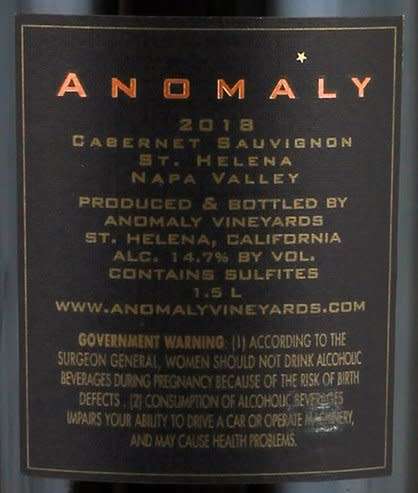 ANOMALY
2018
CABERNET SAUVIGNON
ST. HELENA
NAPA VALLEY
PRODUCED & BOTTLED BY
ANOMALY VINEYARDS
ST. HELENA, CALIFORNIA
ALC. 14.7% BY VOL.
CONTAINS SULFITES
1.5 L
WWW.ANOMALYVINEYARDS.COM
GOVERNMENT WARNING: (1) ACCORDING TO THE
SURGEON GENERAL, WOMEN SHOULD NOT DRINK ALCOHOLIC
BEVERAGES DURING PREGNANCY BECAUSE OF THE RISK OF BIRTH
DEFECTS . (2) CONSUMPTION OF ALCOHOLIC BEVERAGES
IMPAIRS YOUR ABILITY TO DRIVE A CAR OR OPERATE MACHINERY,
AND MAY CAUSE HEALTH PROBLEMS.